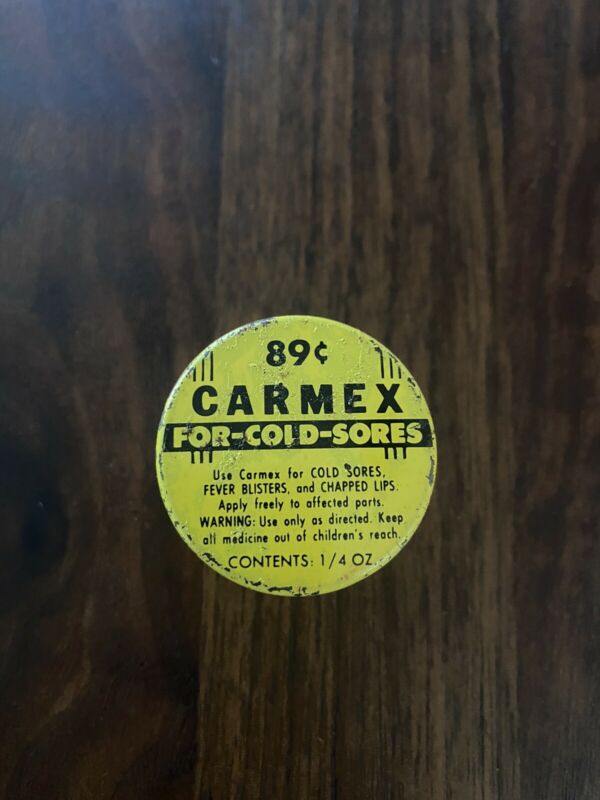 89¢
CARMEX
FOR-COLD-SORES
Use Carmex for COLD SORES,
FEVER BLISTERS, and CHAPPED LIPS.
Apply freely to affected parts.
WARNING: Use only as directed. Keep
all medicine out of children's reach.
CONTENTS: 1/4 OZ.